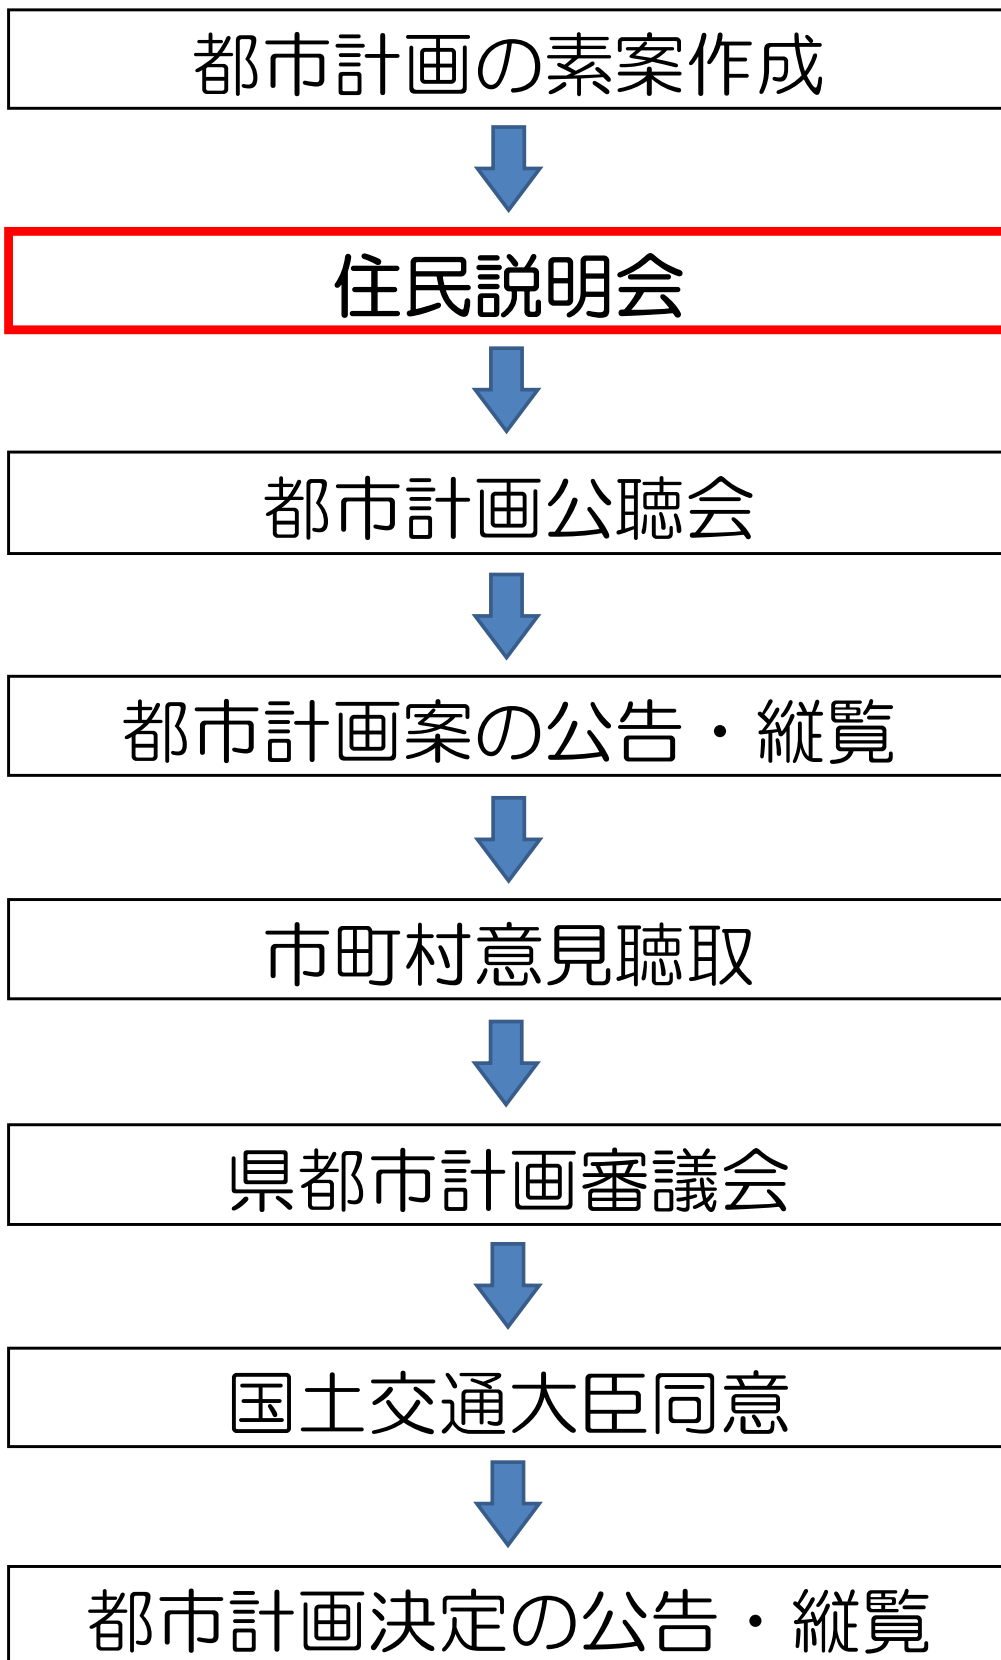 都市計画の素案作成
住民説明会
都市計画公聴会
都市計画案の公告・縦覧
市町村意見聴取
県都市計画審議会
国土交通大臣同意
都市計画決定の公告・縦覧